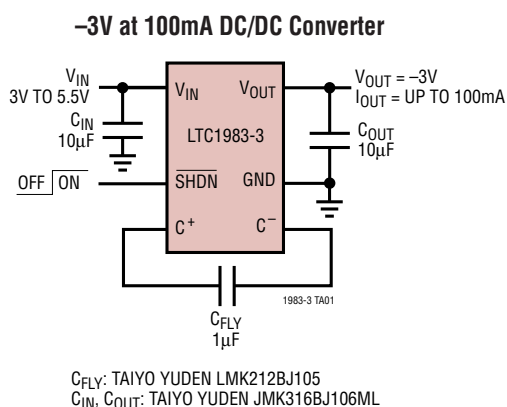 –3V at 100mA DC/DC Converter
VIN
3V TO 5.5V
CIN
10µF
OFF ON
VIN
VOUT
LTC1983-3
SHDN
GND
C+
C–
VOUT = –3V
IOUT = UP TO 100mA
COUT
10µF
CFLY
1µF
1983-3 TA01
CFLY: TAIYO YUDEN LMK212BJ105
CIN, COUT: TAIYO YUDEN JMK316BJ106ML